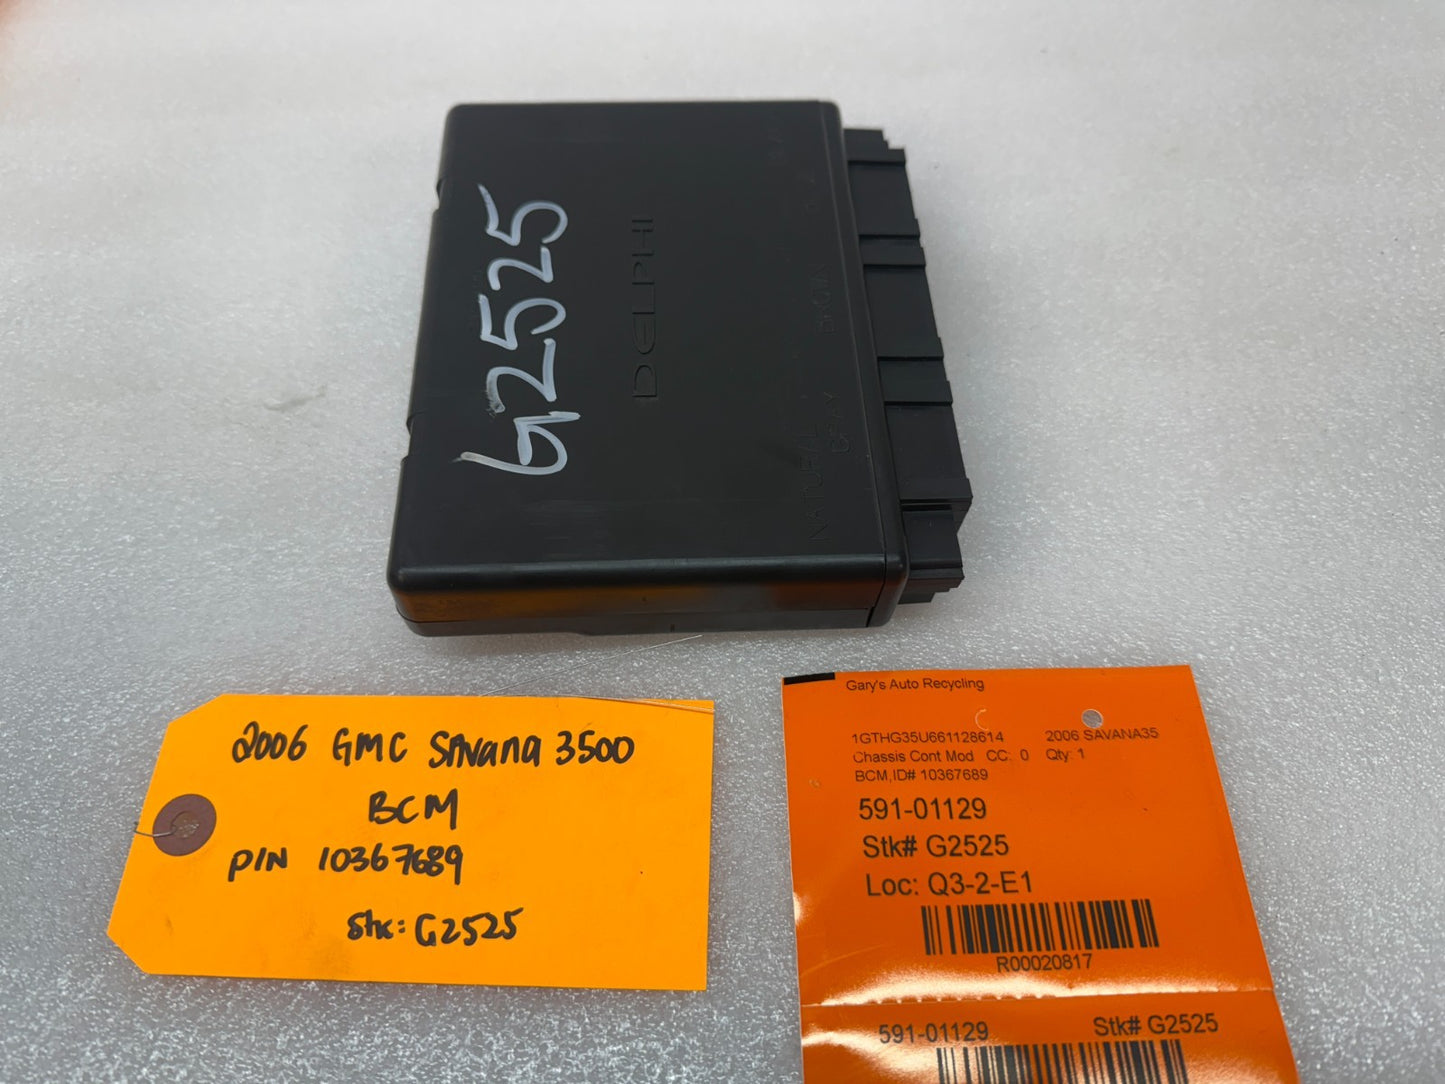 G2525
DELPHI
NATURAL
GRAY
2006 GMC SAvana 3500
BCM
P/N 10367689
Stk: G2525
Gary's Auto Recycling
1GTHG35U661128614 2006 SAVANA35
Chassis Cont Mod CC: 0 Qty: 1
BCM,ID# 10367689
591-01129
Stk# G2525
Loc: Q3-2-E1
R00020817
591-01129 Stk# G2525